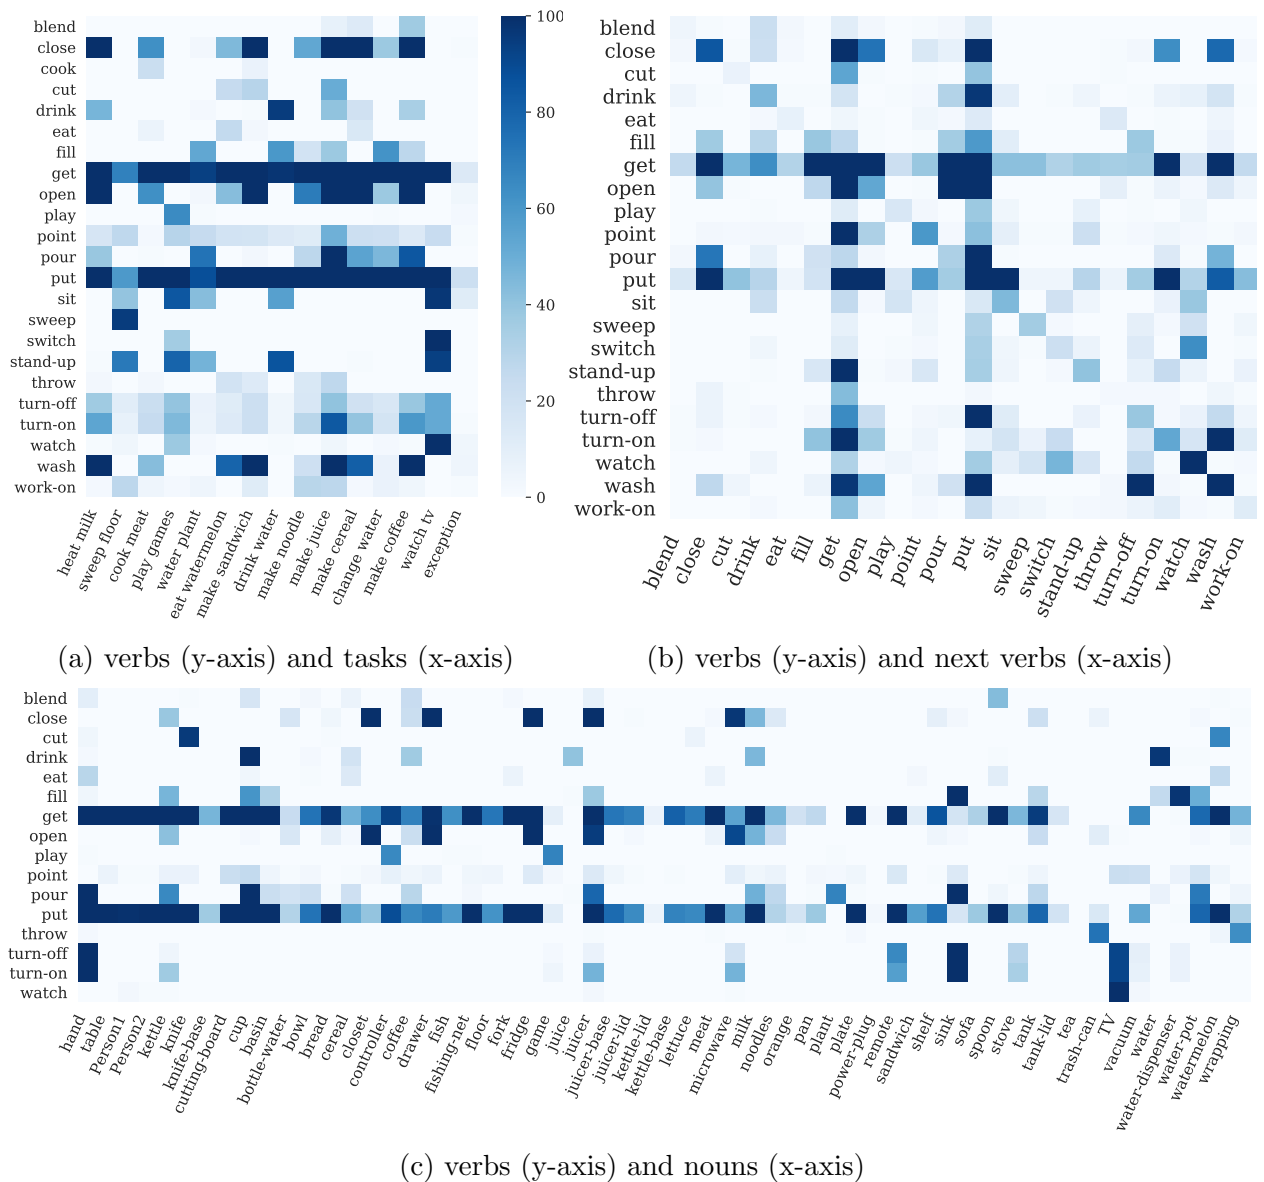 blend
close
cook
cut
drink
eat
fill
get
open
play
point
pour
put
sit
sweep
switch
stand-up
throw
turn-off
turn-on
watch
wash
work-on
100
80
60
40
20
0
heat milk
sweep floor
cook meat
play games
water plant
eat watermelon
make sandwich
drink water
make noodle
make juice
make cereal
change water
make coffee
watch tv
exception
(a) verbs (y-axis) and tasks (x-axis)
blend
close
cut
drink
eat
fill
get
open
play
point
pour
put
sit
sweep
switch
stand-up
throw
turn-off
turn-on
watch
wash
work-on
blend
close
cut
drink
eat
fill
get
open
play
point
pour
put
sit
sweep
switch
stand-up
throw
turn-off
turn-on
watch
wash
work-on
(b) verbs (y-axis) and next verbs (x-axis)
blend
close
cut
drink
eat
fill
get
open
play
point
pour
put
throw
turn-off
turn-on
watch
hand
table
Person1
Person2
kettle
knife
knife-base
cutting-board
cup
basin
bottle-water
bowl
bread
cereal
closet
controller
coffee
drawer
fish
fishing-net
floor
fork
fridge
game
juice
juicer
juicer-base
juicer-lid
kettle-lid
kettle-base
lettuce
meat
microwave
milk
noodles
orange
pan
plant
plate
power-plug
remote
sandwich
shelf
sink
sofa
spoon
stove
tank
tank-lid
tea
trash-can
TV
vacuum
water
water-dispenser
water-pot
watermelon
wrapping
(c) verbs (y-axis) and nouns (x-axis)